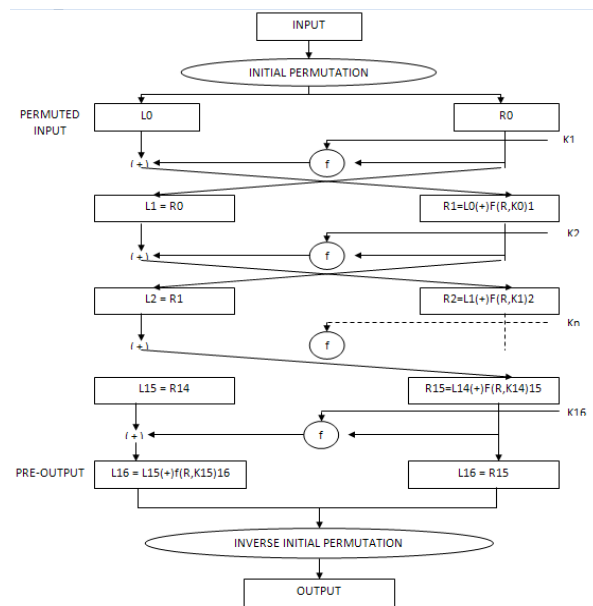 INPUT
INITIAL PERMUTATION
PERMUTED
INPUT
L0
R0
K1
f
(+)
L1 = R0
R1=L0(+)F(R,K0)1
K2
f
(+)
L2 = R1
R2=L1(+)F(R,K1)2
Kn
f
(+)
L15 = R14
R15=L14(+)F(R,K14)15
K16
f
(+)
PRE-OUTPUT
L16 = L15(+)f(R,K15)16
L16 = R15
INVERSE INITIAL PERMUTATION
OUTPUT